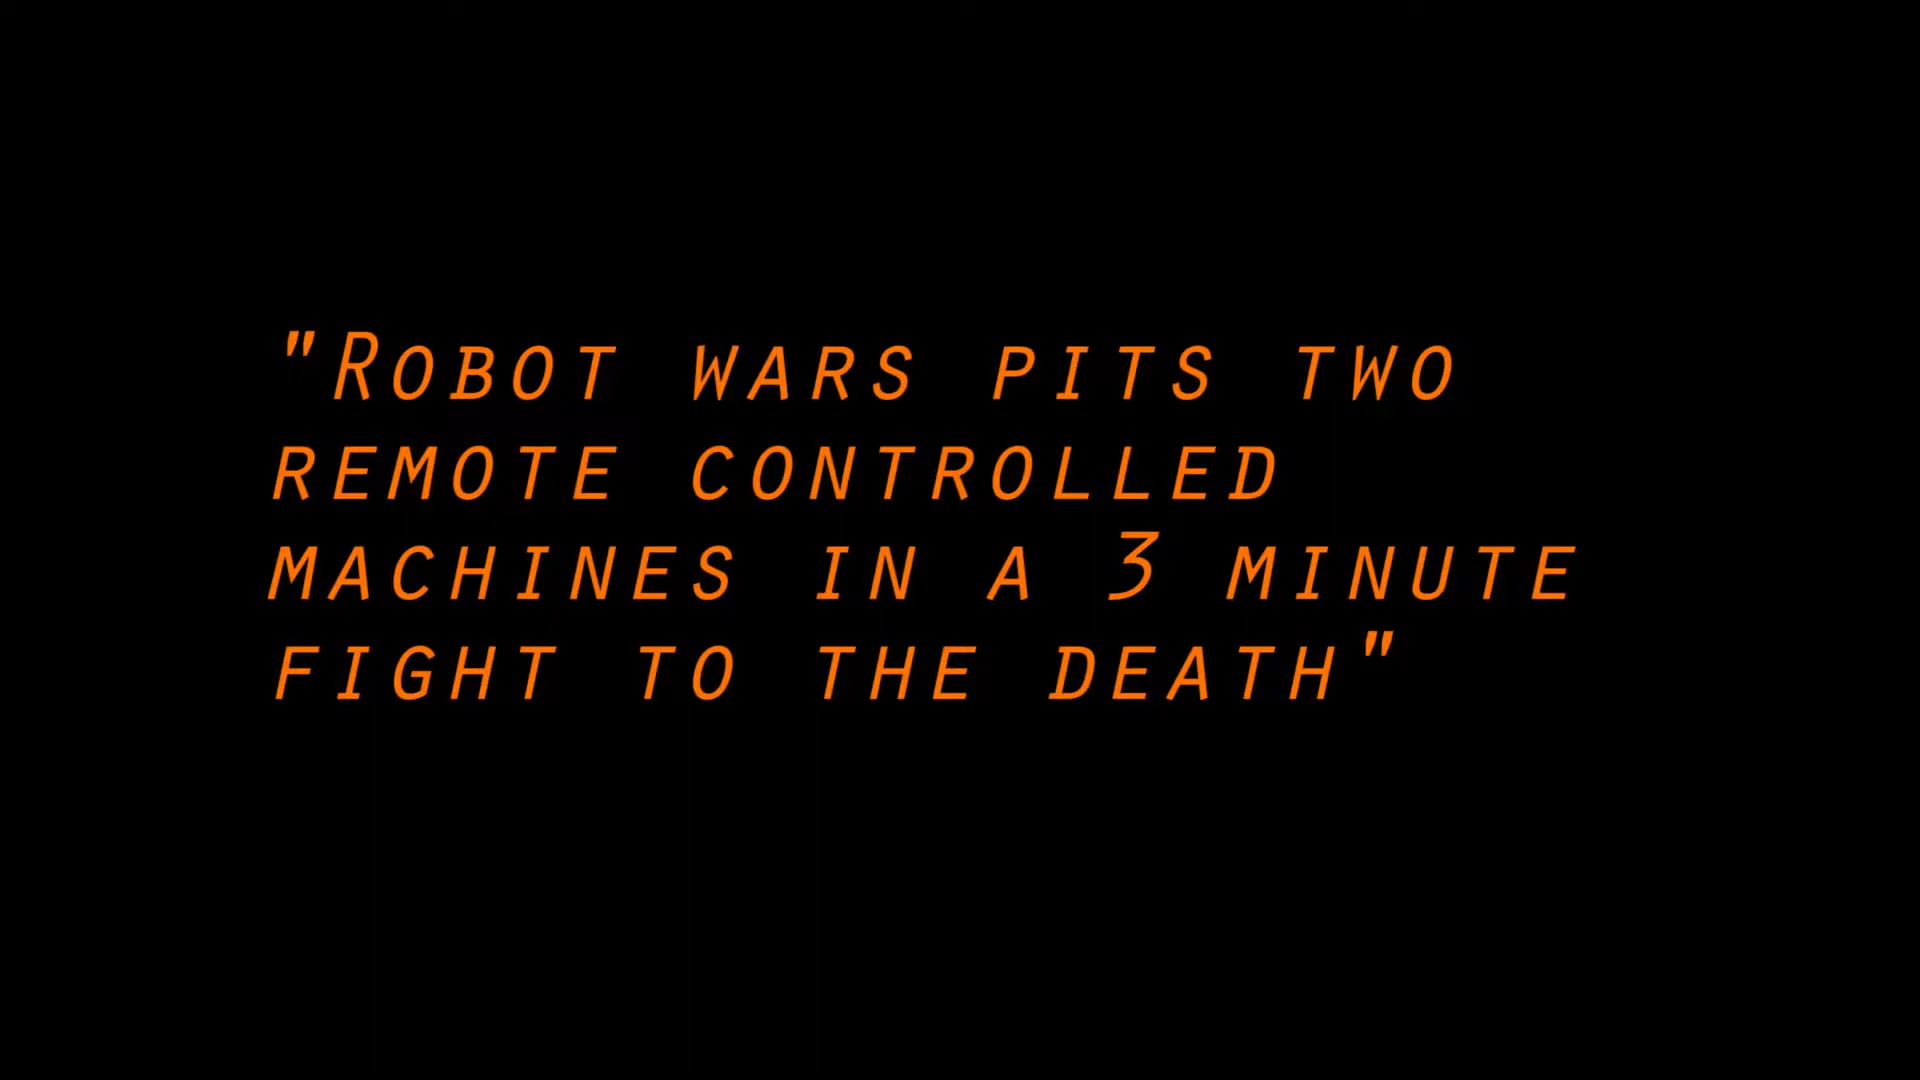 "Robot wars pits two
remote controlled
machines in a 3 minute
fight to the death"